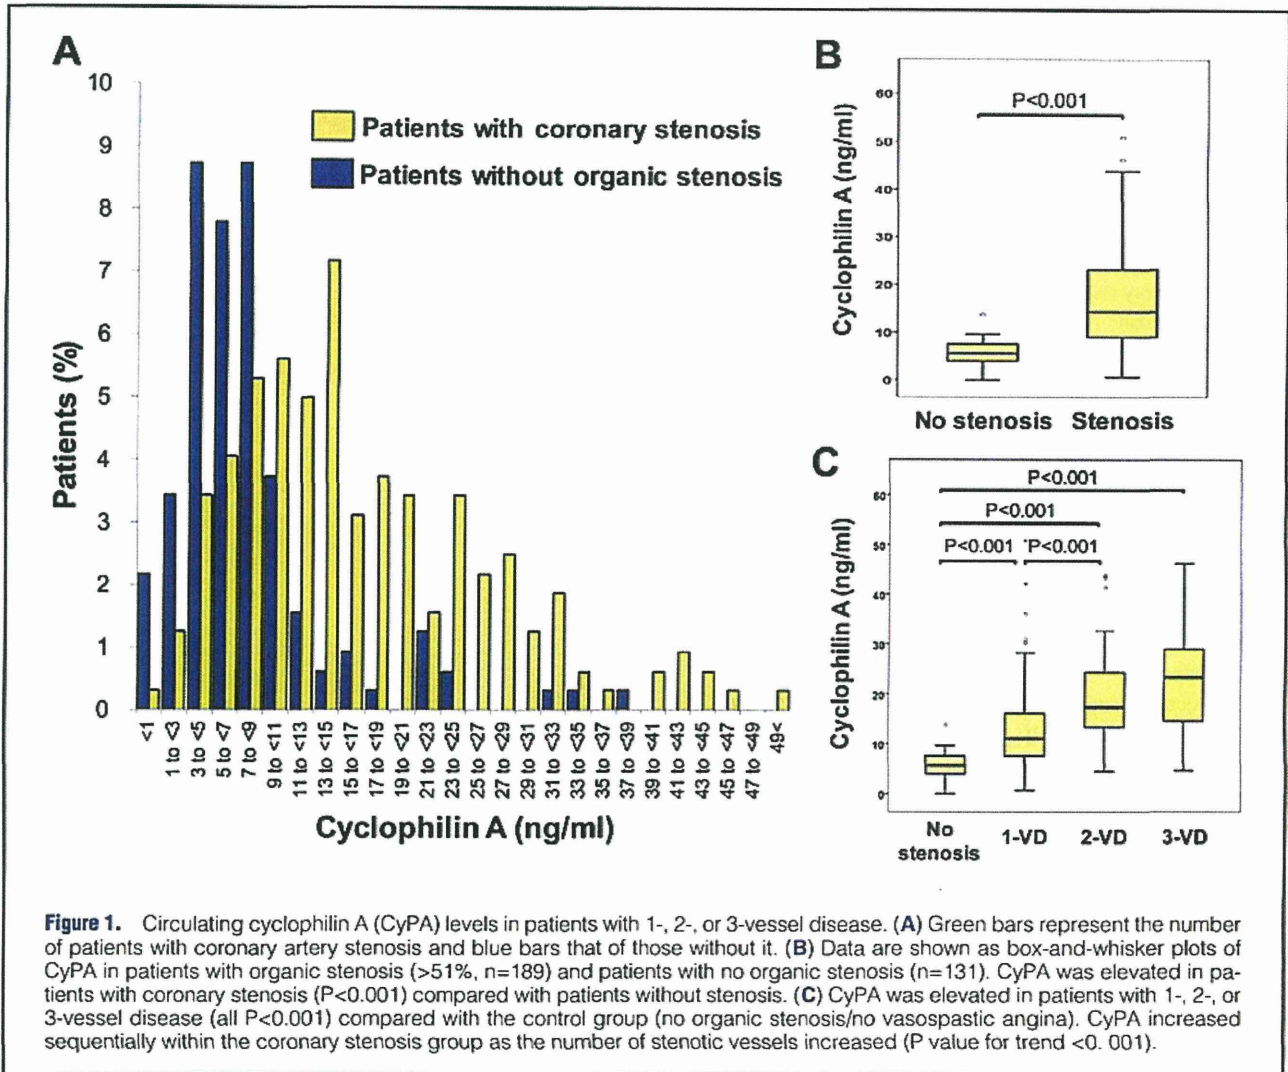 A
10
9
8
7
6
5
4
3
2
1
0
Patients (%)
Patients with coronary stenosis
Patients without organic stenosis
<1
1 to <3
3 to <5
5 to <7
7 to <9
9 to <11
11 to <13
13 to <15
15 to <17
17 to <19
19 to <21
21 to <23
23 to <25
25 to <27
27 to <29
29 to <31
31 to <33
33 to <35
35 to <37
37 to <39
39 to <41
41 to <43
43 to <45
45 to <47
47 to <49
49<
Cyclophilin A (ng/ml)
B
Cyclophilin A (ng/ml)
60
50
40
30
20
10
0
P<0.001
No stenosis Stenosis
C
Cyclophilin A (ng/ml)
60
50
40
30
20
10
0
P<0.001
P<0.001
P<0.001 P<0.001
No stenosis 1-VD 2-VD 3-VD
Figure 1. Circulating cyclophilin A (CyPA) levels in patients with 1-, 2-, or 3-vessel disease. (A) Green bars represent the number
of patients with coronary artery stenosis and blue bars that of those without it. (B) Data are shown as box-and-whisker plots of
CyPA in patients with organic stenosis (>51%, n=189) and patients with no organic stenosis (n=131). CyPA was elevated in pa-
tients with coronary stenosis (P<0.001) compared with patients without stenosis. (C) CyPA was elevated in patients with 1-, 2-, or
3-vessel disease (all P<0.001) compared with the control group (no organic stenosis/no vasospastic angina). CyPA increased
sequentially within the coronary stenosis group as the number of stenotic vessels increased (P value for trend <0. 001).